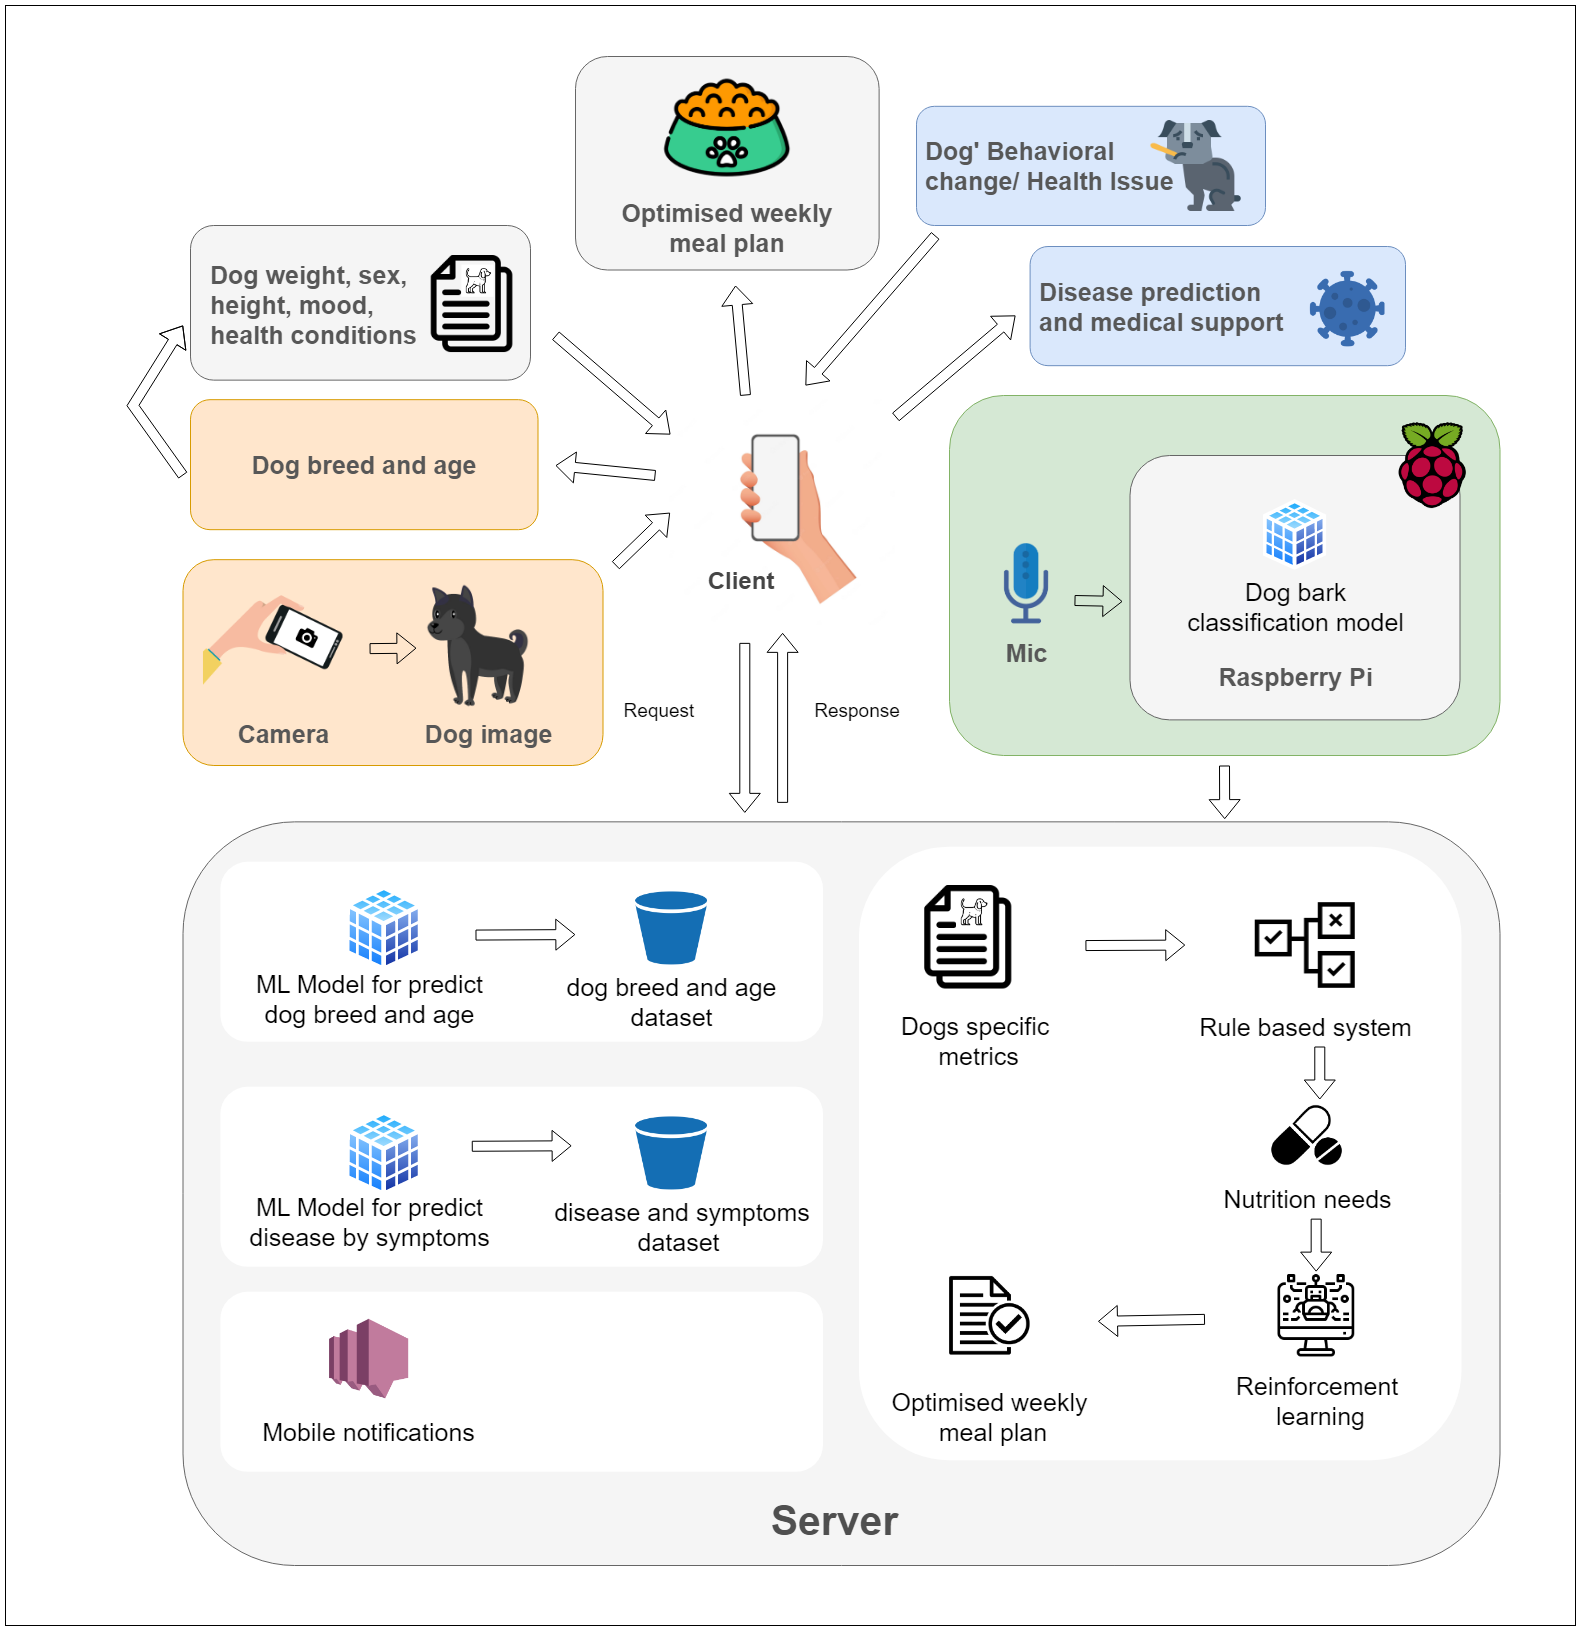 Optimised weekly
meal plan
Dog' Behavioral
change/ Health Issue
Dog weight, sex,
height, mood,
health conditions
Disease prediction
and medical support
Dog breed and age
Client
Camera
Dog image
Mic
Dog bark
classification model
Raspberry Pi
Request
Response
ML Model for predict
dog breed and age
dog breed and age
dataset
Dogs specific
metrics
Rule based system
ML Model for predict
disease by symptoms
disease and symptoms
dataset
Nutrition needs
Mobile notifications
Optimised weekly
meal plan
Reinforcement
learning
Server